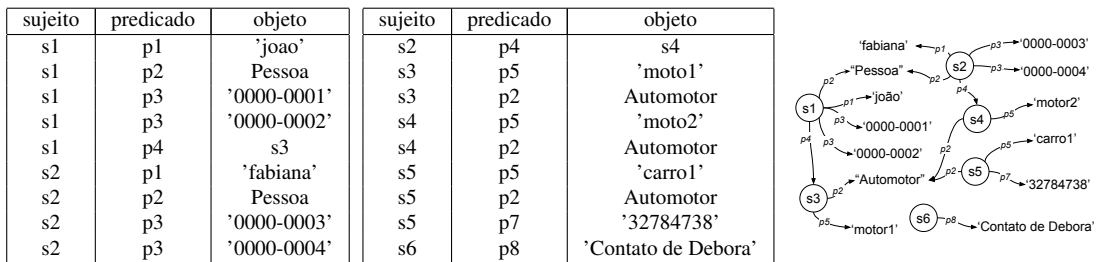 sujeito predicado objeto sujeito predicado objeto
s1 p1 'joao' s2 p4 s4
s1 p2 Pessoa s3 p5 'moto1'
s1 p3 '0000-0001' s3 p2 Automotor
s1 p3 '0000-0002' s4 p5 'moto2'
s1 p4 s3 s4 p2 Automotor
s2 p1 'fabiana' s5 p5 'carro1'
s2 p2 Pessoa s5 p2 Automotor
s2 p3 '0000-0003' s5 p7 '32784738'
s2 p3 '0000-0004' s6 p8 'Contato de Debora'
'fabiana' p1 s2 p3 '0000-0003'
p2 "Pessoa" p2 p3 '0000-0004'
p4
s1 p1 'joão' s4 p5 'motor2'
p3 '0000-0001'
p4 p3 '0000-0002' p2 p5 'carro1'
s3 p2 "Automotor" p2 s5 p7 '32784738'
p5 'motor1' s6 p8 'Contato de Debora'